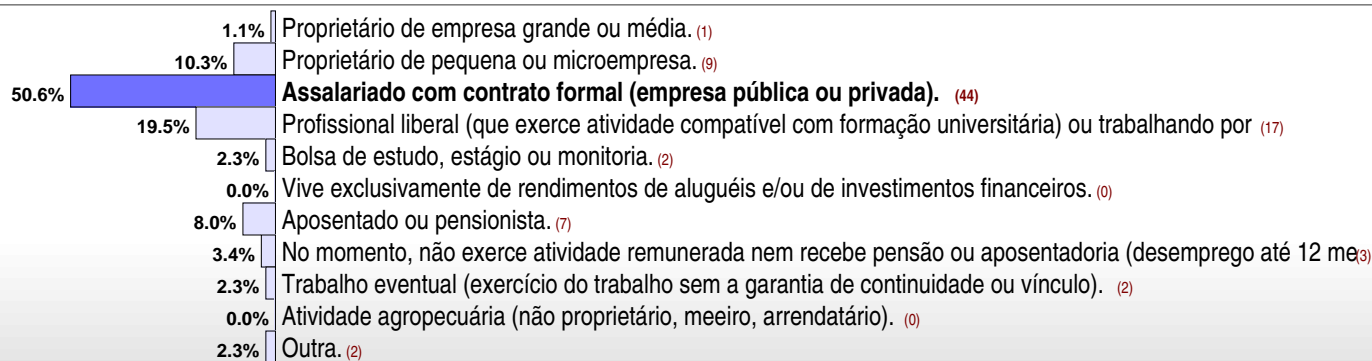 1.1% Proprietário de empresa grande ou média. (1)
10.3% Proprietário de pequena ou microempresa. (9)
50.6% Assalariado com contrato formal (empresa pública ou privada). (44)
19.5% Profissional liberal (que exerce atividade compatível com formação universitária) ou trabalhando por (17)
2.3% Bolsa de estudo, estágio ou monitoria. (2)
0.0% Vive exclusivamente de rendimentos de aluguéis e/ou de investimentos financeiros. (0)
8.0% Aposentado ou pensionista. (7)
3.4% No momento, não exerce atividade remunerada nem recebe pensão ou aposentadoria (desemprego até 12 me(3)
2.3% Trabalho eventual (exercício do trabalho sem a garantia de continuidade ou vínculo). (2)
0.0% Atividade agropecuária (não proprietário, meeiro, arrendatário). (0)
2.3% Outra. (2)